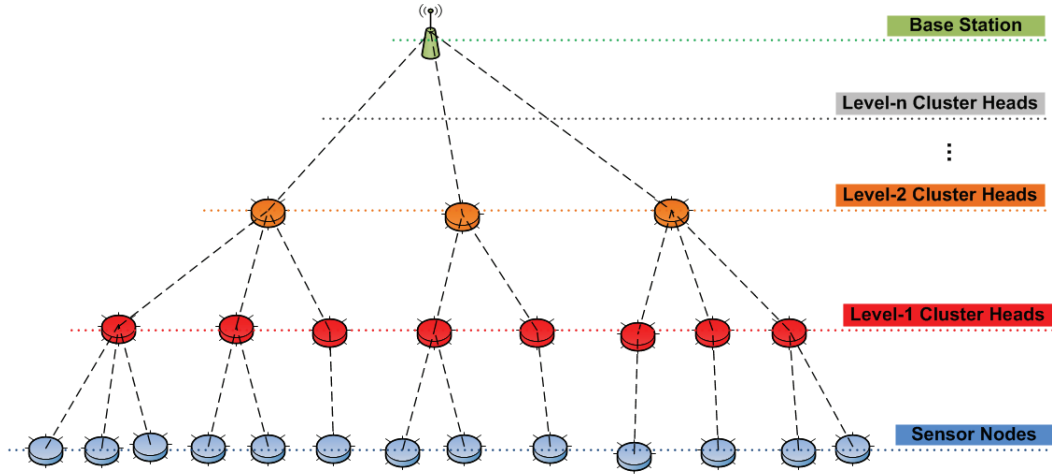 Base Station
Level-n Cluster Heads
⋮
Level-2 Cluster Heads
Level-1 Cluster Heads
Sensor Nodes